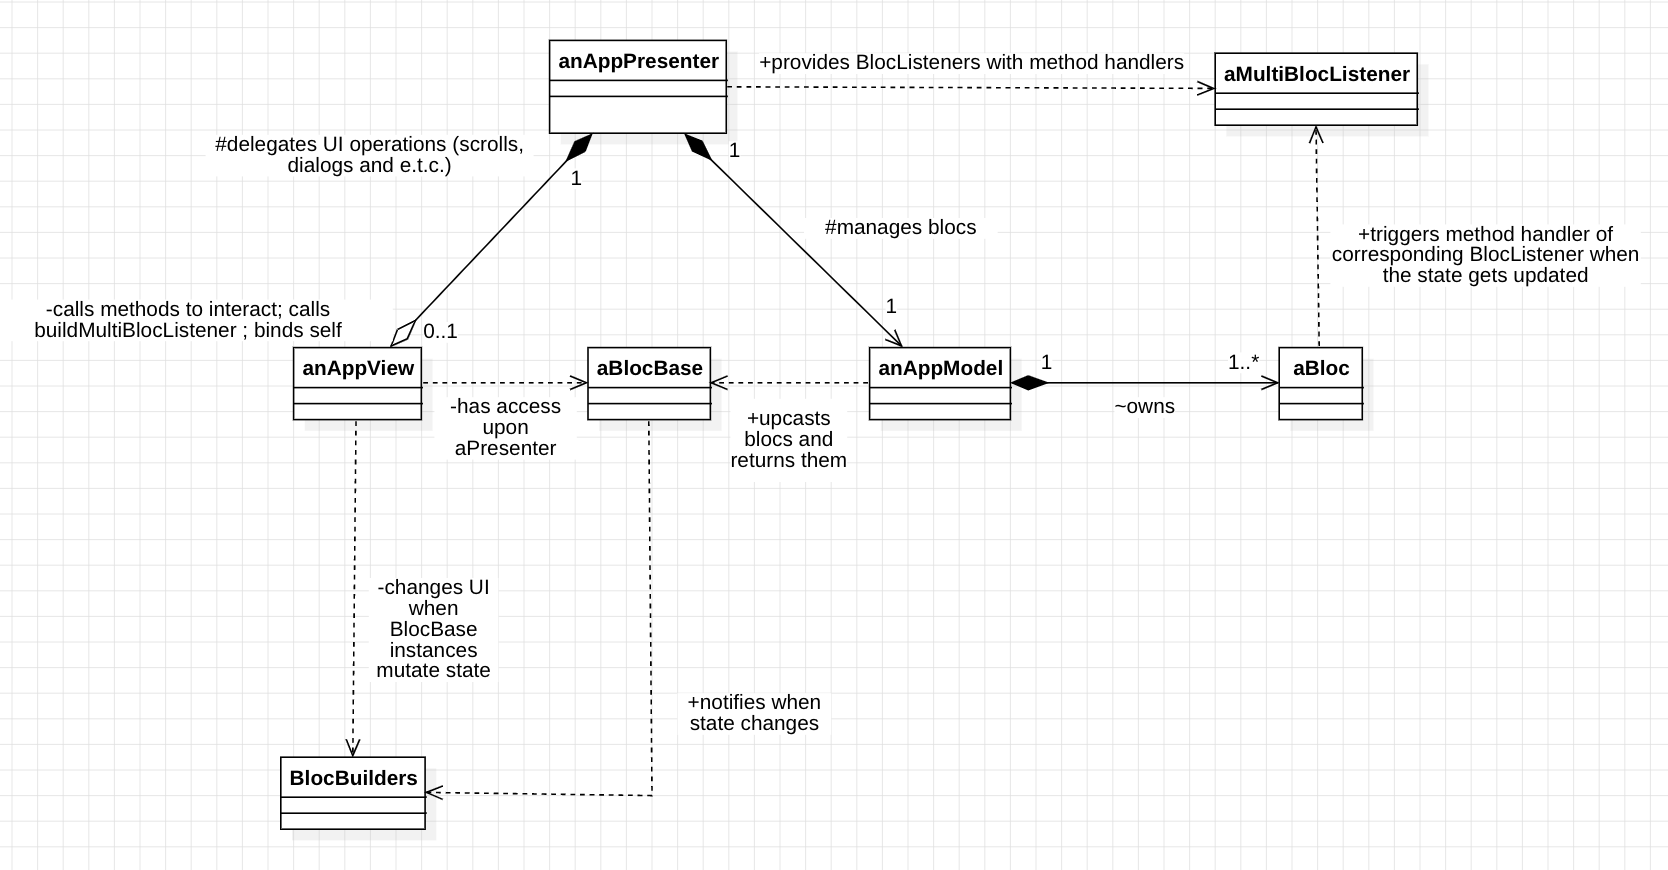 anAppPresenter
+provides BlocListeners with method handlers
aMultiBlocListener
#delegates UI operations (scrolls,
dialogs and e.t.c.)
1
1
#manages blocs
+triggers method handler of
corresponding BlocListener when
the state gets updated
-calls methods to interact; calls
buildMultiBlocListener ; binds self
0..1
1
anAppView
aBlocBase
anAppModel
1
1..*
aBloc
-has access
upon
aPresenter
+upcasts
blocs and
returns them
~owns
-changes UI
when
BlocBase
instances
mutate state
+notifies when
state changes
BlocBuilders